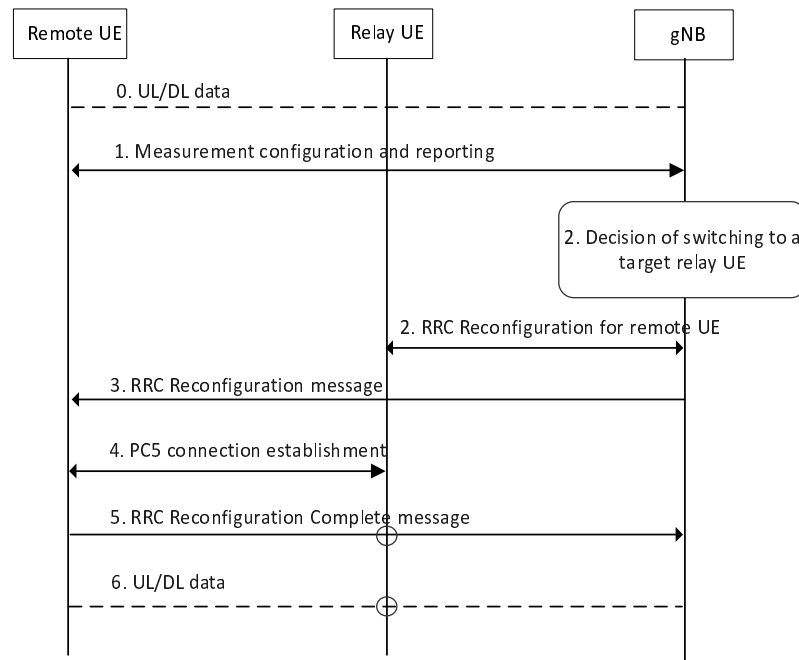 Remote UE
Relay UE
gNB
0. UL/DL data
1. Measurement configuration and reporting
2. Decision of switching to a
target relay UE
2. RRC Reconfiguration for remote UE
3. RRC Reconfiguration message
4. PC5 connection establishment
5. RRC Reconfiguration Complete message
6. UL/DL data